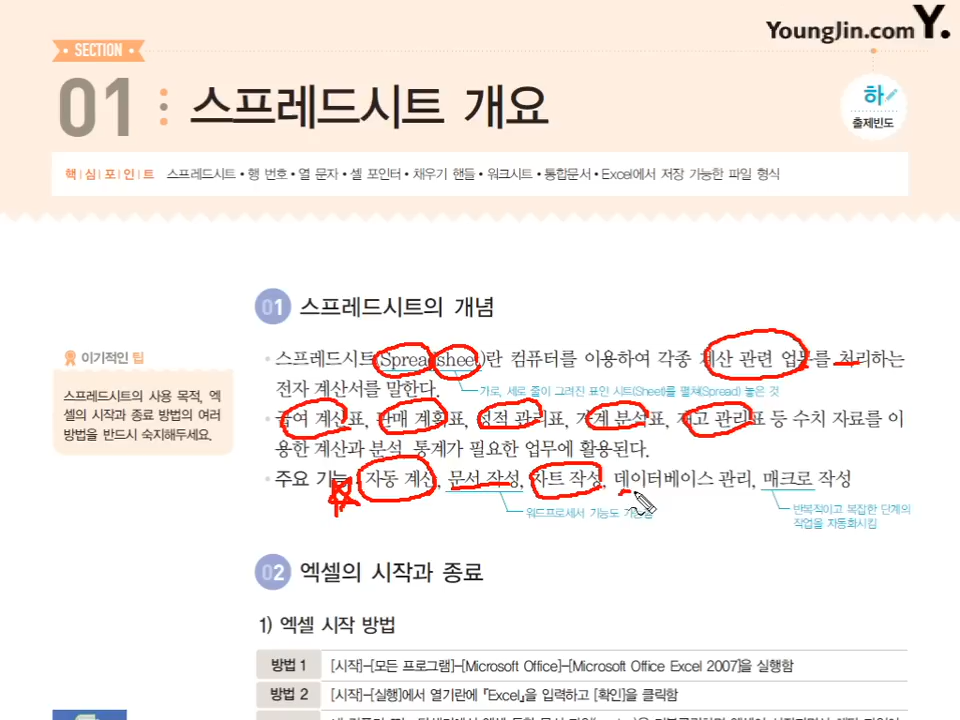 YoungJin.com Y.
SECTION
01 스프레드시트 개요
하
출제빈도
핵|심|포|인|트 스프레드시트 • 행 번호 • 열 문자 • 셀 포인터 • 채우기 핸들 • 워크시트 • 통합문서 • Excel에서 저장 가능한 파일 형식
01 스프레드시트의 개념
이기적인 팁
스프레드시트의 사용 목적, 엑
셀의 시작과 종료 방법의 여러
방법을 반드시 숙지해두세요.
• 스프레드시트(Spreadsheet)란 컴퓨터를 이용하여 각종 계산 관련 업무를 처리하는
전자 계산서를 말한다.
가로, 세로 줄이 그려진 표인 시트(Sheet)를 펼쳐(Spread) 놓은 것
• 급여 계산표, 판매 계획표, 성적 관리표, 가계 분석표, 재고 관리표 등 수치 자료를 이
용한 계산과 분석, 통계가 필요한 업무에 활용된다.
• 주요 기능 : 자동 계산, 문서 작성, 차트 작성, 데이터베이스 관리, 매크로 작성
워드프로세서 기능도 가능함
반복적이고 복잡한 단계의
작업을 자동화시킴
02 엑셀의 시작과 종료
1) 엑셀 시작 방법
방법 1 [시작]-[모든 프로그램]-[Microsoft Office]-[Microsoft Office Excel 2007]을 실행함
방법 2 [시작]-[실행]에서 열기란에 『Excel』을 입력하고 [확인]을 클릭함